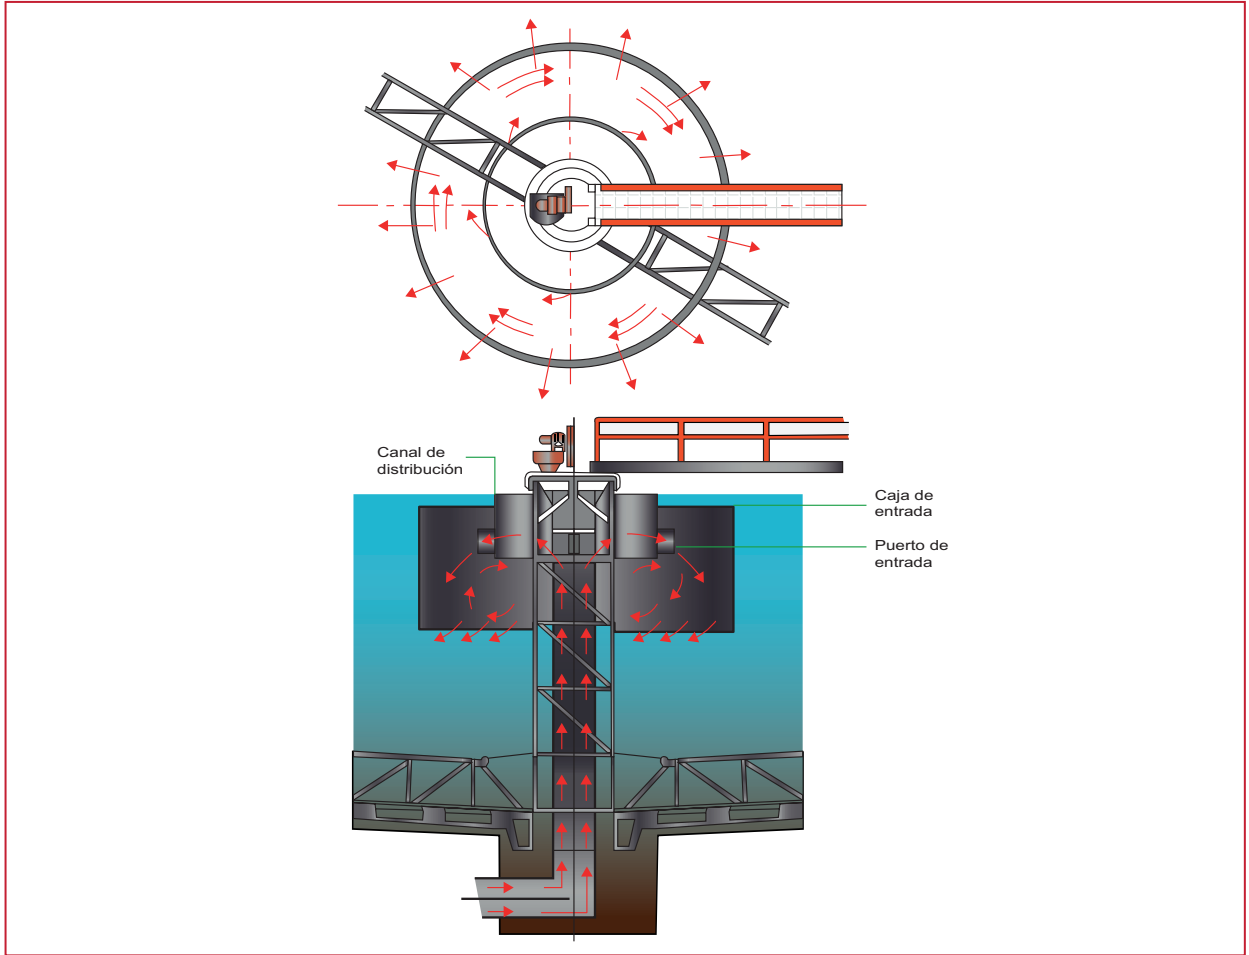 Canal de
distribución
Caja de
entrada
Puerto de
entrada